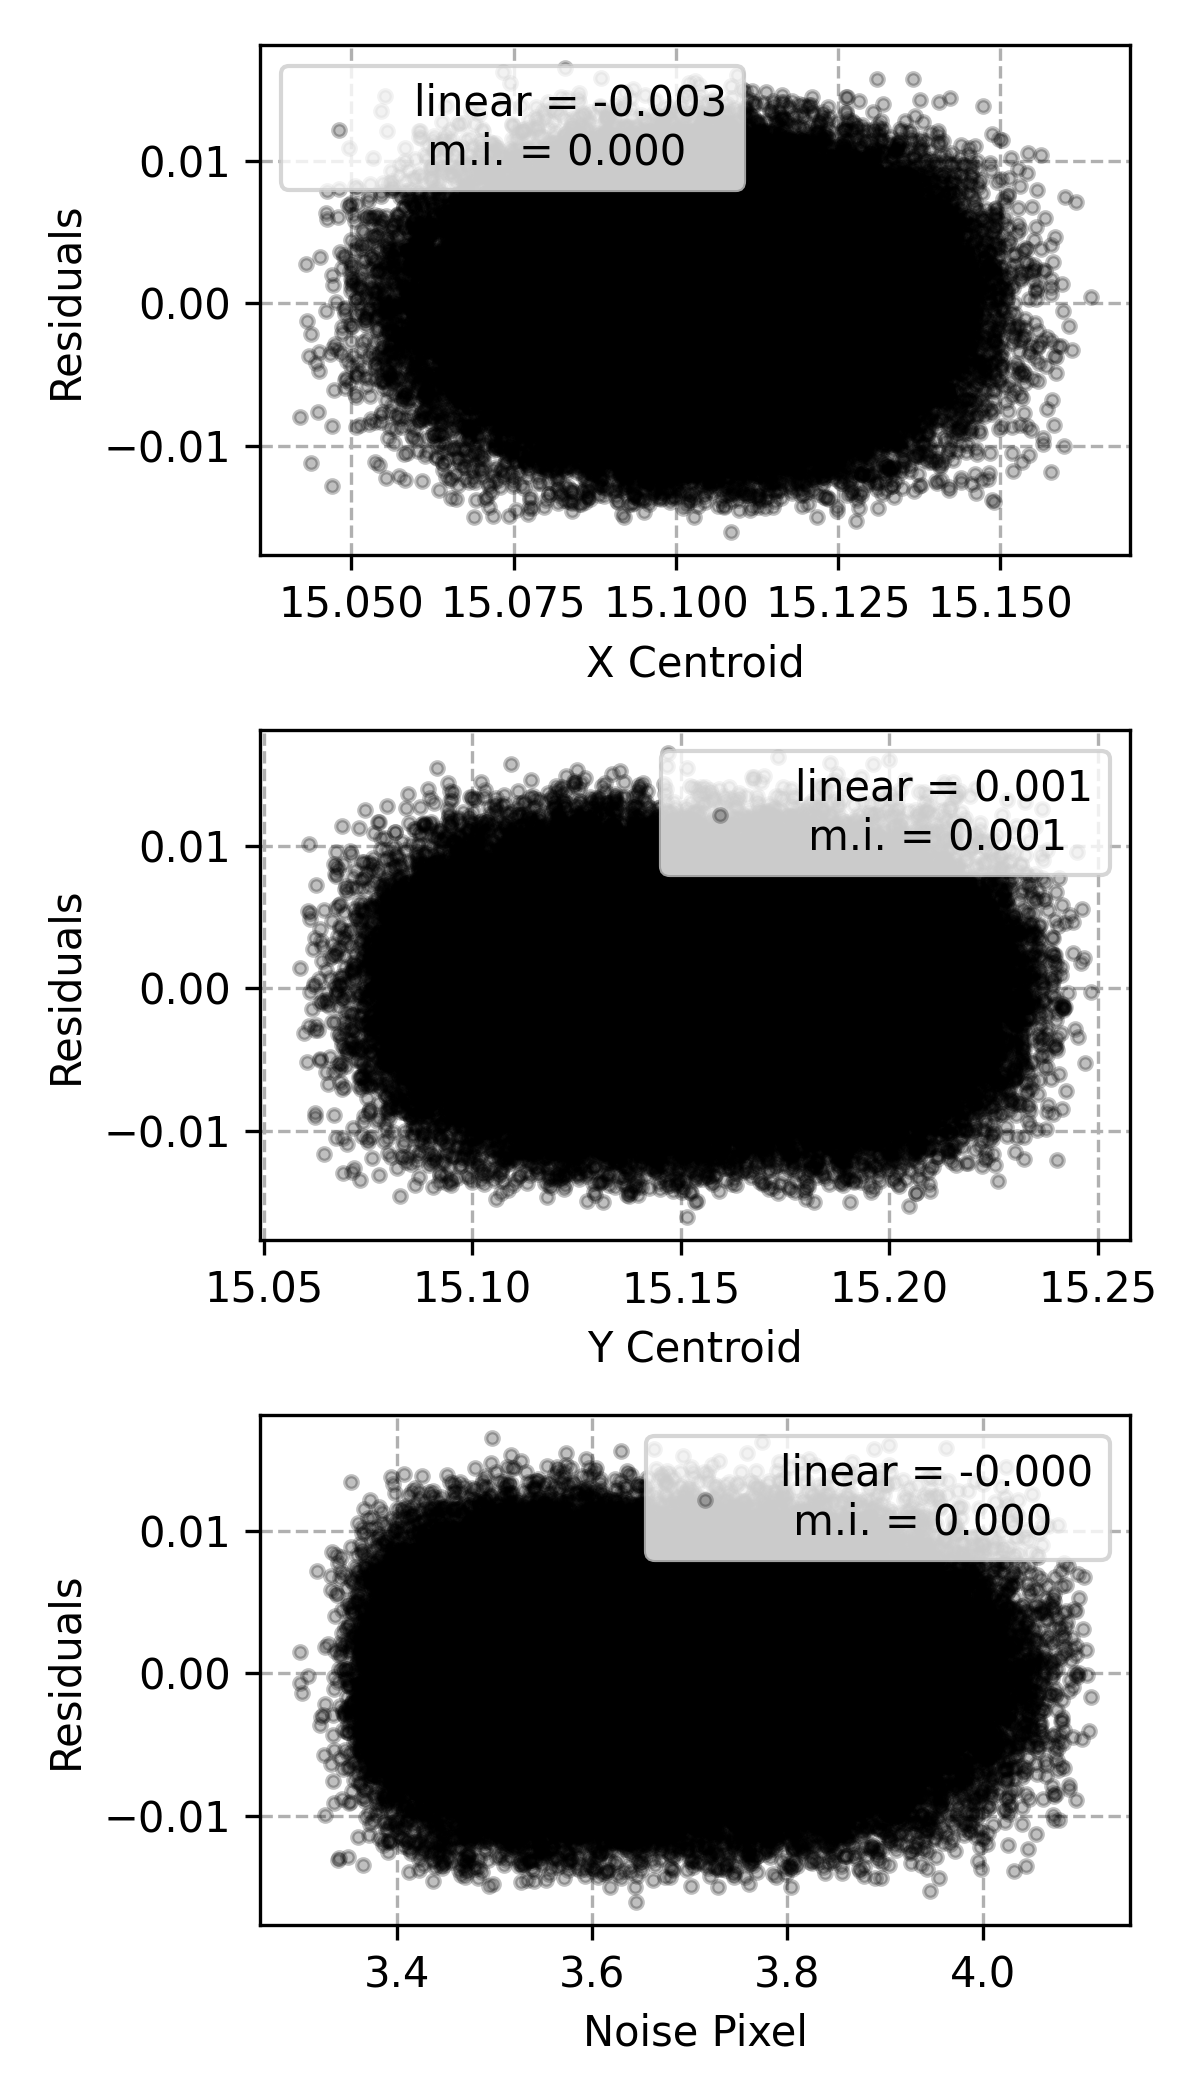 linear = -0.003
m.i. = 0.000
0.01
0.00
−0.01
Residuals
15.050 15.075 15.100 15.125 15.150
X Centroid
linear = 0.001
m.i. = 0.001
0.01
0.00
−0.01
Residuals
15.05 15.10 15.15 15.20 15.25
Y Centroid
linear = -0.000
m.i. = 0.000
0.01
0.00
−0.01
Residuals
3.4 3.6 3.8 4.0
Noise Pixel